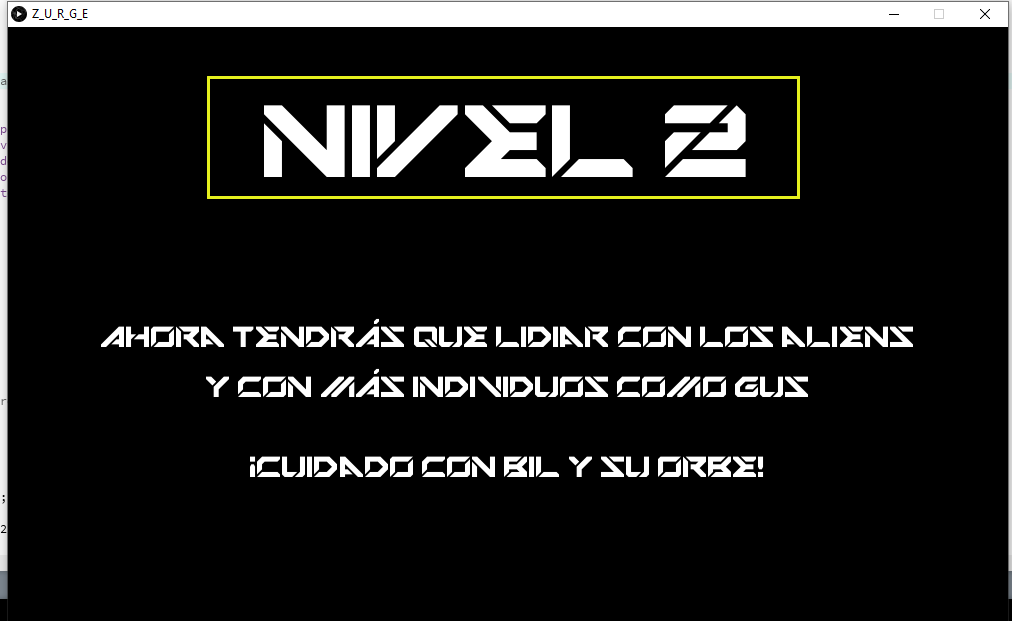 Z_U_R_G_E
NIVEL 2
AHORA TENDRÁS QUE LIDIAR CON LOS ALIENS
Y CON MÁS INDIVIDUOS COMO GUS
¡CUIDADO CON BIL Y SU ORBE!